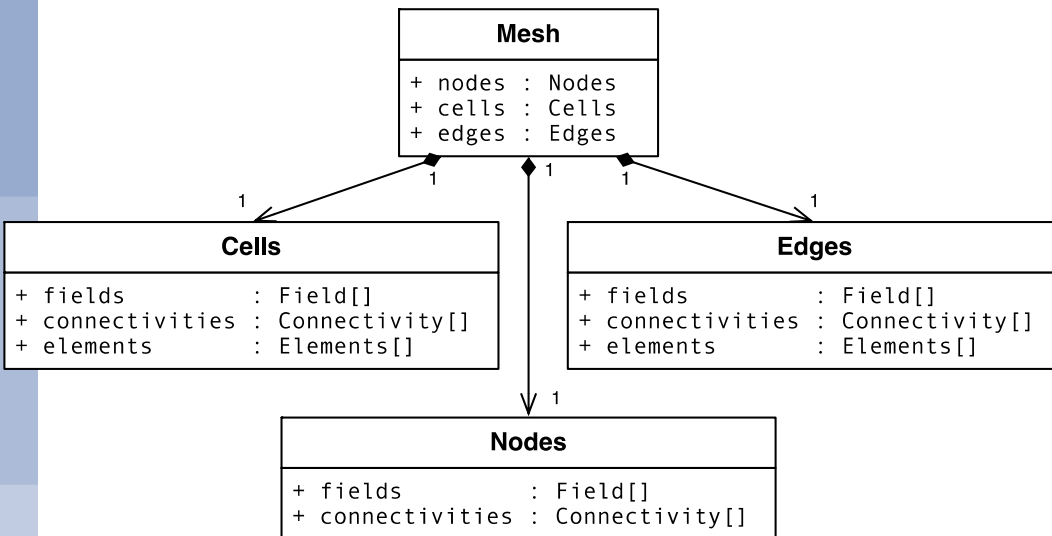 Mesh
+ nodes : Nodes
+ cells : Cells
+ edges : Edges
1 1 1
1 1
Cells
+ fields : Field[]
+ connectivities : Connectivity[]
+ elements : Elements[]
Edges
+ fields : Field[]
+ connectivities : Connectivity[]
+ elements : Elements[]
1
Nodes
+ fields : Field[]
+ connectivities : Connectivity[]